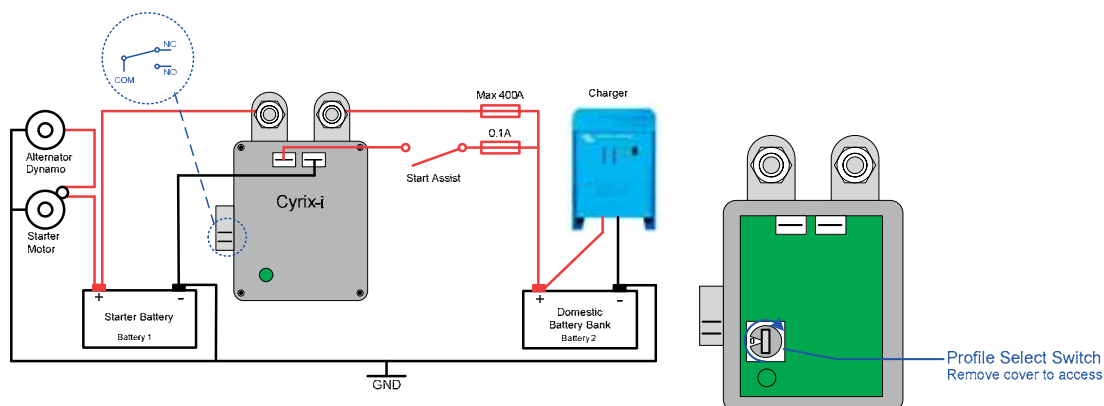 NC
NO
COM
Max 400A
Charger
0.1A
Alternator
Dynamo
Start Assist
Cyrix-i
Starter
Motor
+
-
Starter Battery
Battery 1
+
-
Domestic
Battery Bank
Battery 2
GND
0
Profile Select Switch
Remove cover to access